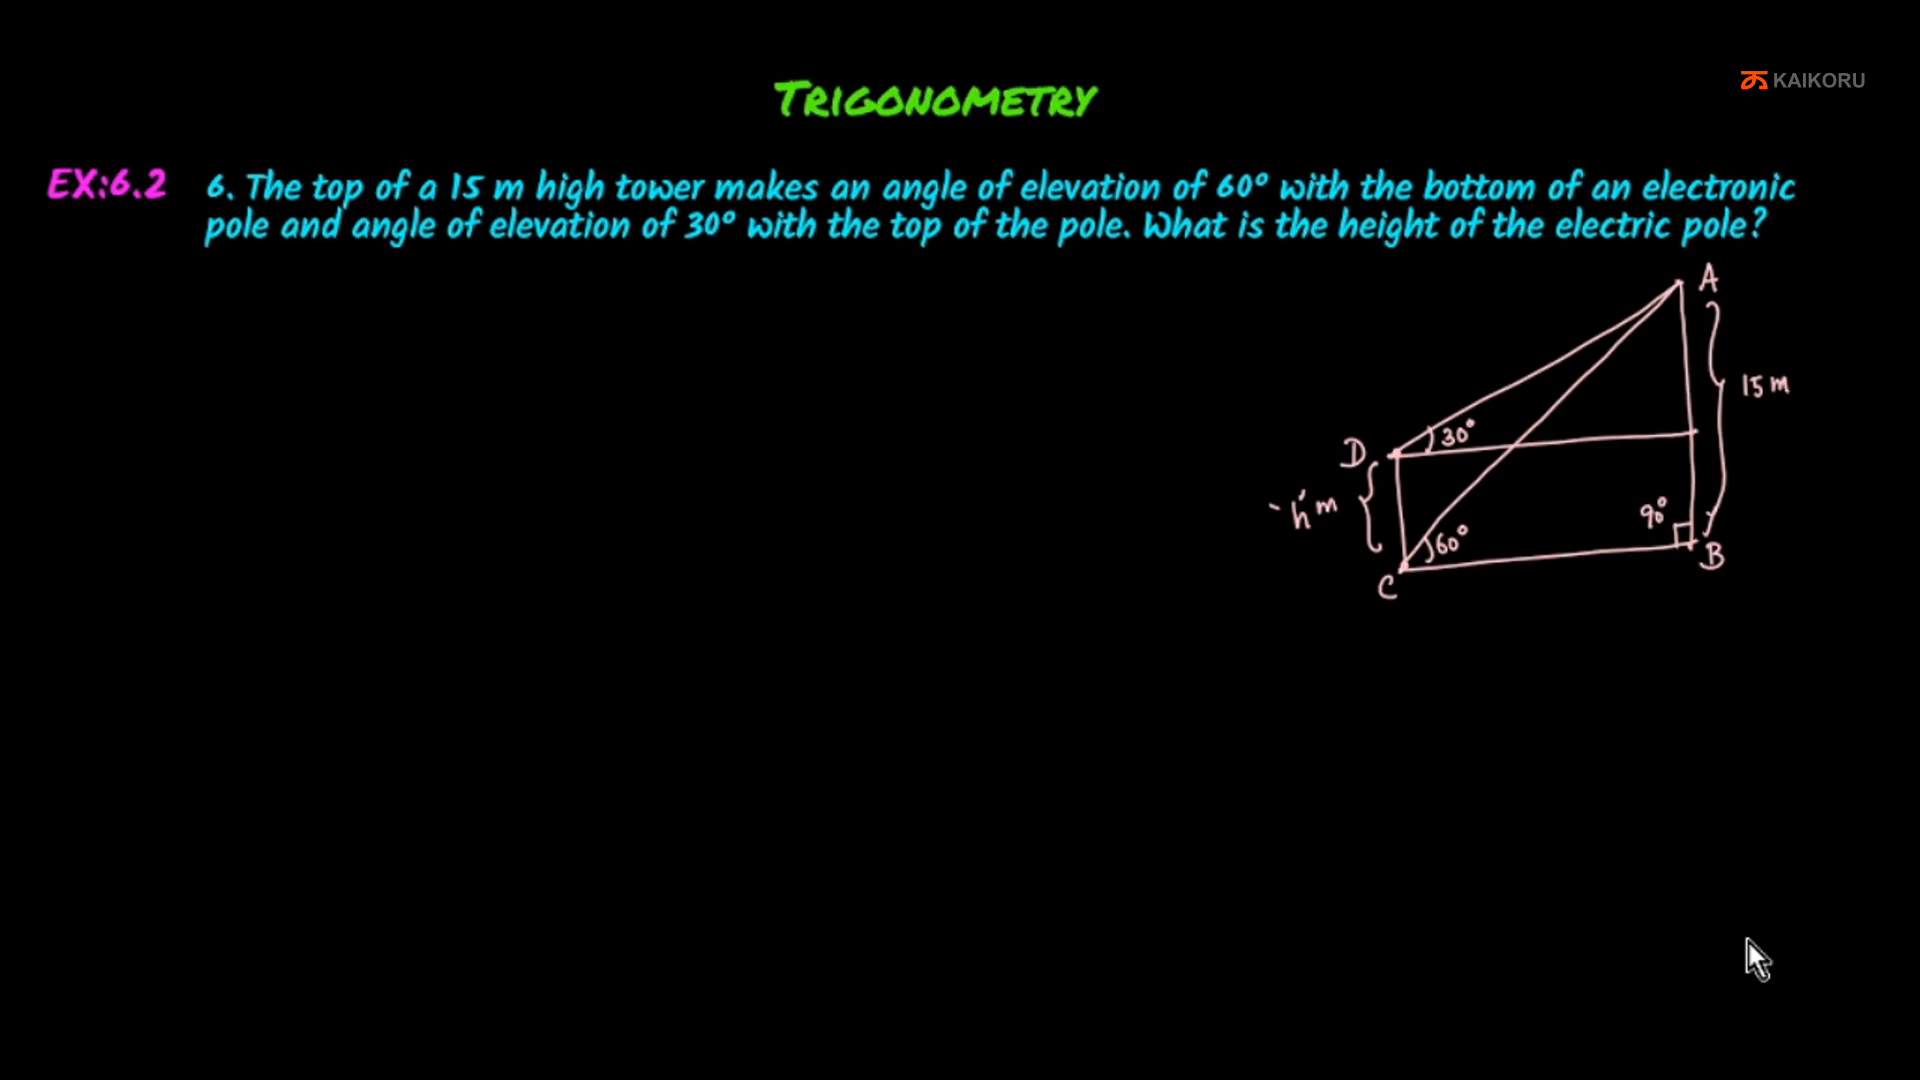 KAIKORU
TRIGONOMETRY
EX:6.2 6. The top of a 15 m high tower makes an angle of elevation of 60° with the bottom of an electronic
pole and angle of elevation of 30° with the top of the pole. What is the height of the electric pole?
A
15 m
D
30°
'h' m
90°
60°
B
C